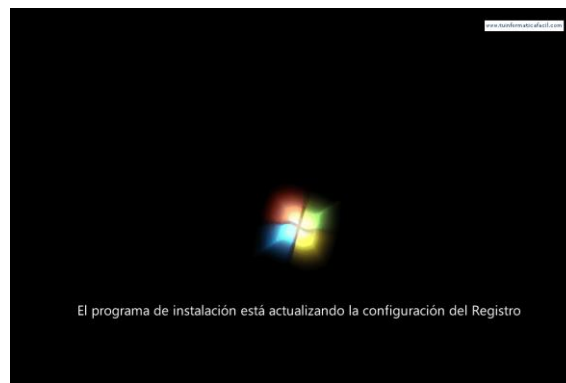 www.tuinformaticafacil.com
El programa de instalación está actualizando la configuración del Registro